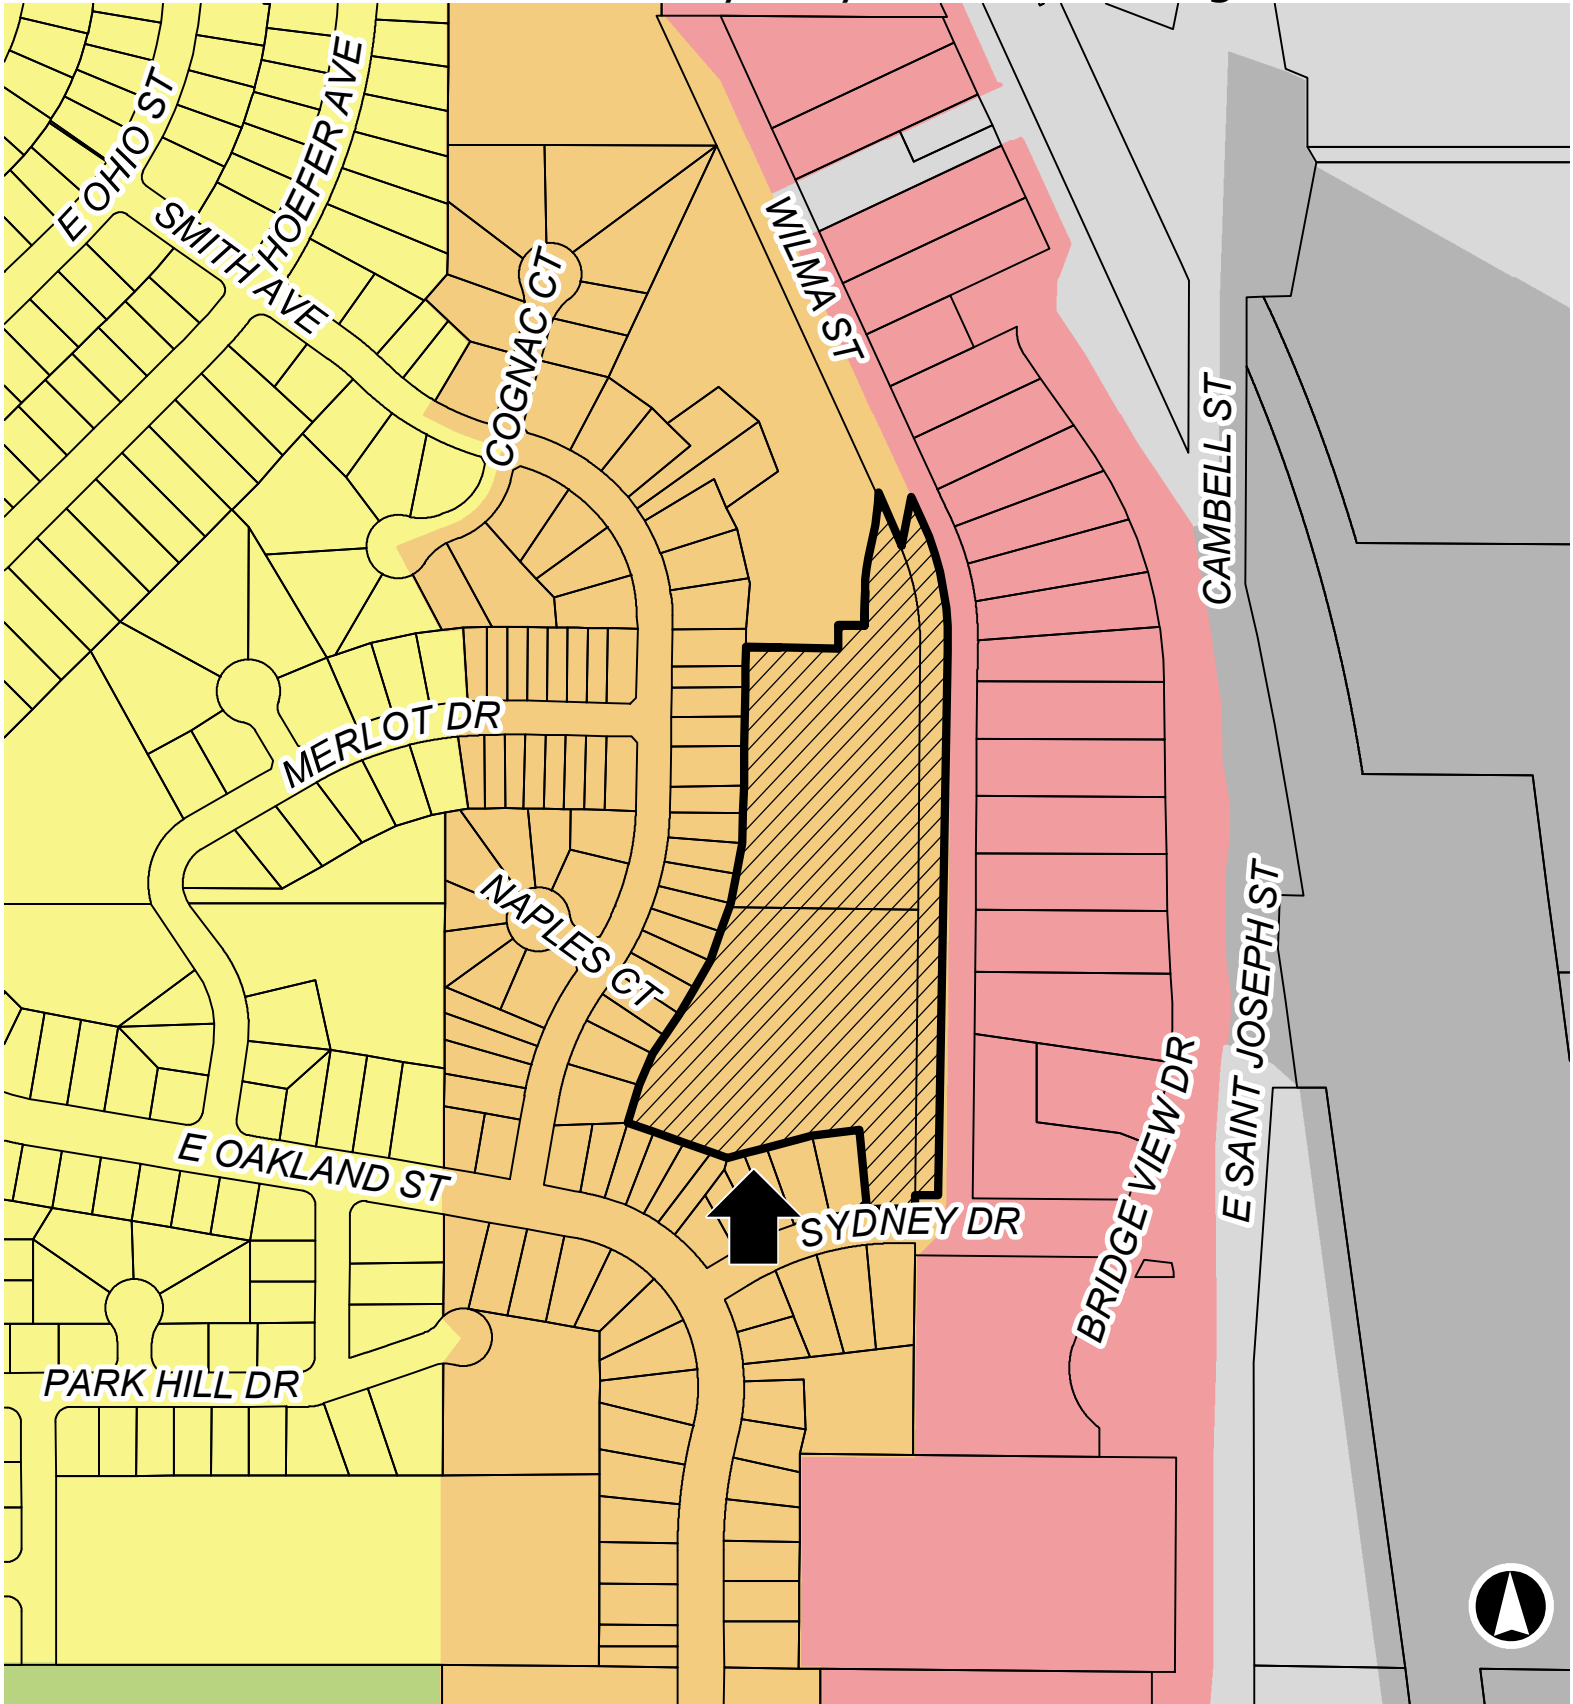 E OHIO ST
HOEFER AVE
SMITH AVE
COGNAC CT
WILMA ST
CAMBELL ST
MERLOT DR
NAPLES CT
E SAINT JOSEPH ST
E OAKLAND ST
BRIDGE VIEW DR
SYDNEY DR
PARK HILL DR